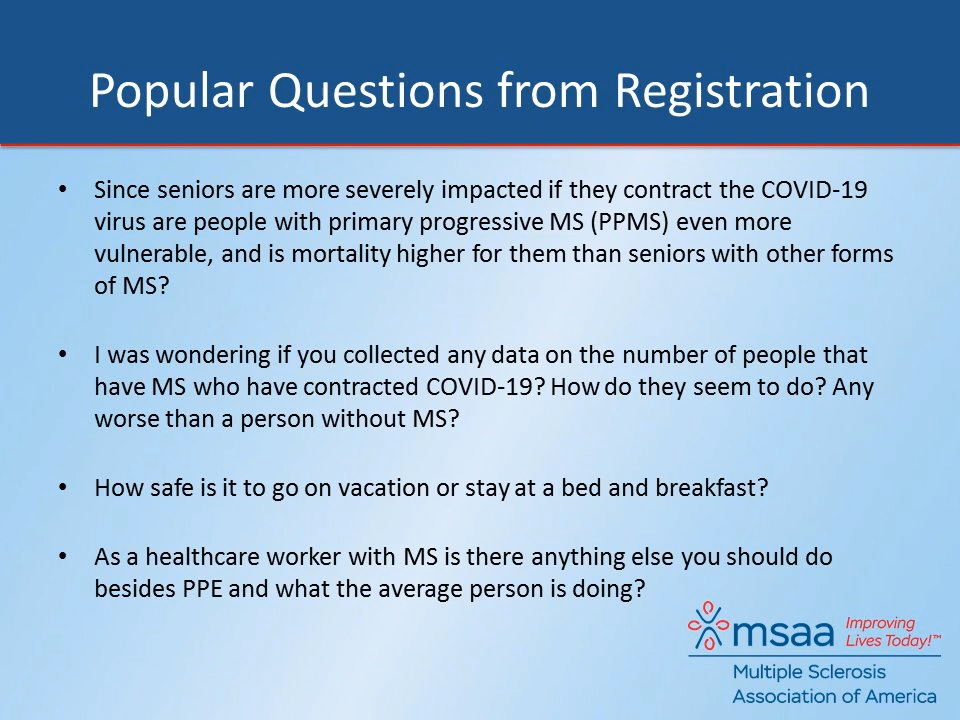 Popular Questions from Registration
• Since seniors are more severely impacted if they contract the COVID-19
virus are people with primary progressive MS (PPMS) even more
vulnerable, and is mortality higher for them than seniors with other forms
of MS?
• I was wondering if you collected any data on the number of people that
have MS who have contracted COVID-19? How do they seem to do? Any
worse than a person without MS?
• How safe is it to go on vacation or stay at a bed and breakfast?
• As a healthcare worker with MS is there anything else you should do
besides PPE and what the average person is doing?
msaa
Improving
Lives Today!™
Multiple Sclerosis
Association of America